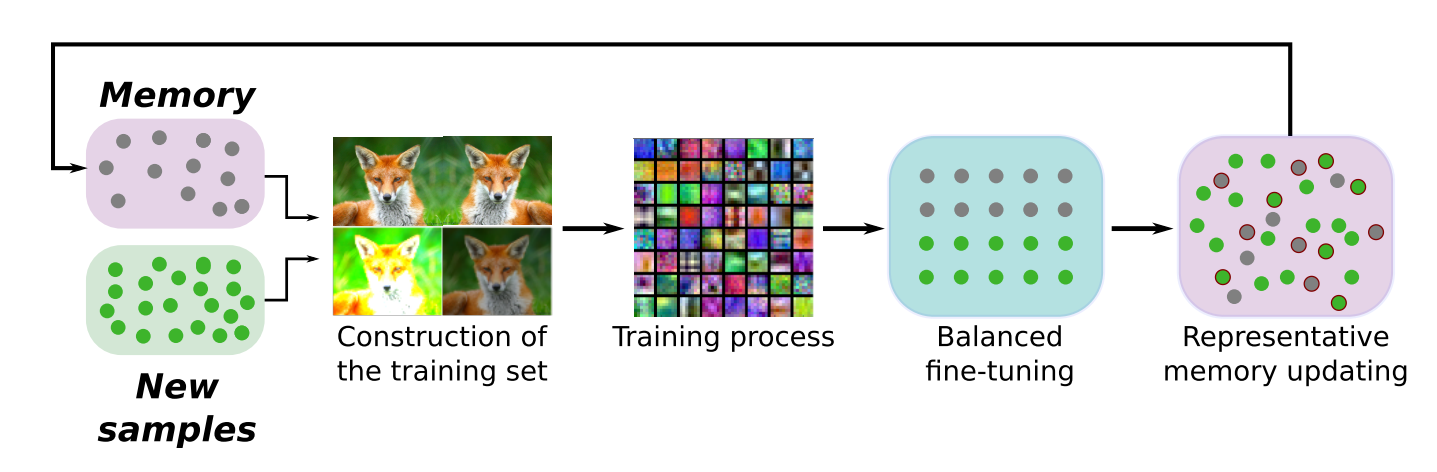 Memory
New
samples
Construction of
the training set
Training process
Balanced
fine-tuning
Representative
memory updating